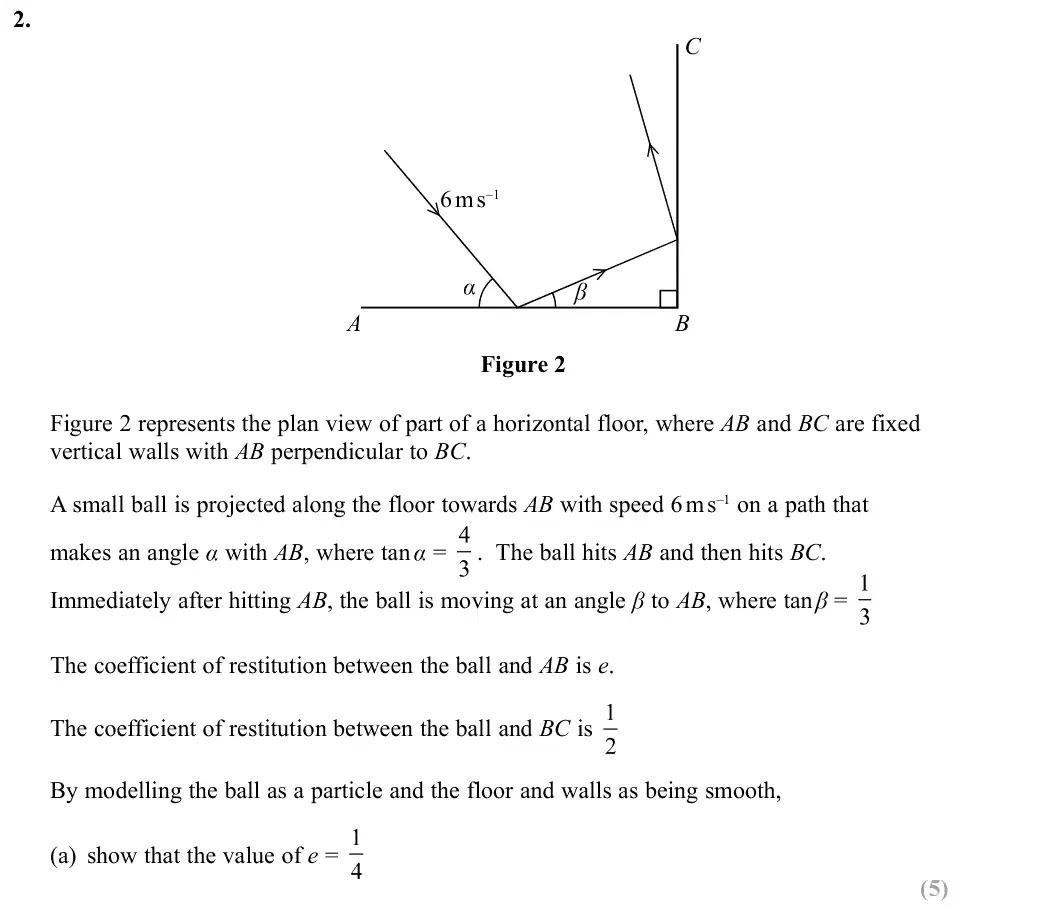 2.
C
6 m s⁻¹
α
β
A
B
Figure 2
Figure 2 represents the plan view of part of a horizontal floor, where AB and BC are fixed
vertical walls with AB perpendicular to BC.
A small ball is projected along the floor towards AB with speed 6 m s⁻¹ on a path that
makes an angle α with AB, where tan α = 4/3. The ball hits AB and then hits BC.
Immediately after hitting AB, the ball is moving at an angle β to AB, where tan β = 1/3
The coefficient of restitution between the ball and AB is e.
The coefficient of restitution between the ball and BC is 1/2
By modelling the ball as a particle and the floor and walls as being smooth,
(a) show that the value of e = 1/4
(5)